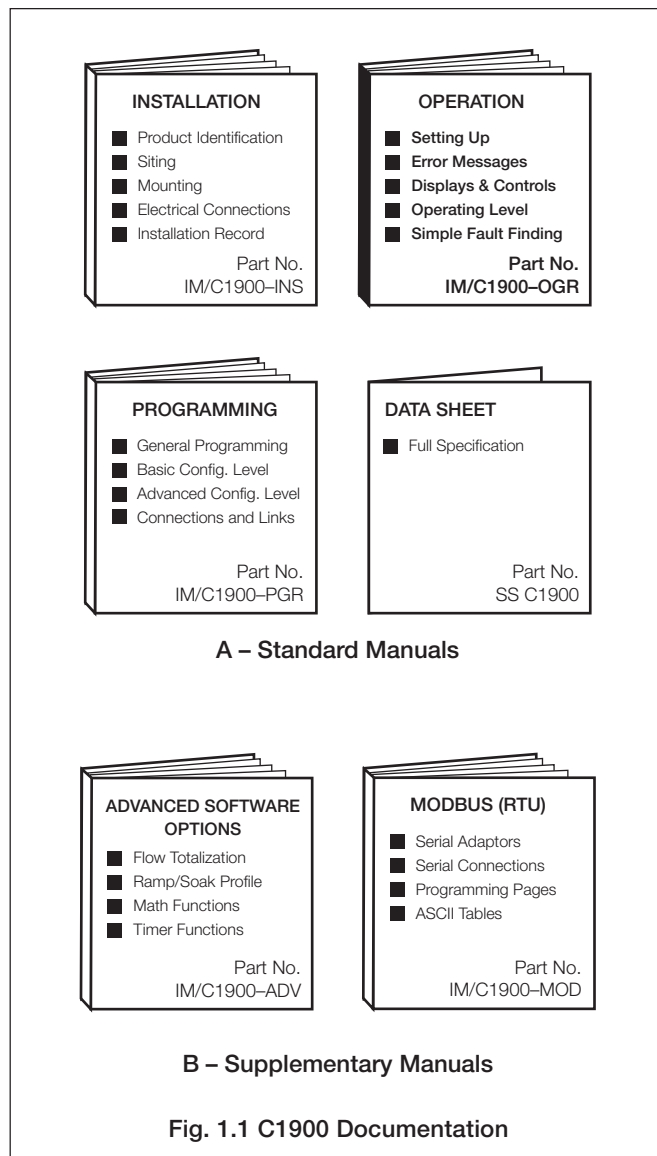 INSTALLATION
Product Identification
Siting
Mounting
Electrical Connections
Installation Record
Part No.
IM/C1900–INS
OPERATION
Setting Up
Error Messages
Displays & Controls
Operating Level
Simple Fault Finding
Part No.
IM/C1900–OGR
PROGRAMMING
General Programming
Basic Config. Level
Advanced Config. Level
Connections and Links
Part No.
IM/C1900–PGR
DATA SHEET
Full Specification
Part No.
SS C1900
A – Standard Manuals
ADVANCED SOFTWARE
OPTIONS
Flow Totalization
Ramp/Soak Profile
Math Functions
Timer Functions
Part No.
IM/C1900–ADV
MODBUS (RTU)
Serial Adaptors
Serial Connections
Programming Pages
ASCII Tables
Part No.
IM/C1900–MOD
B – Supplementary Manuals
Fig. 1.1 C1900 Documentation